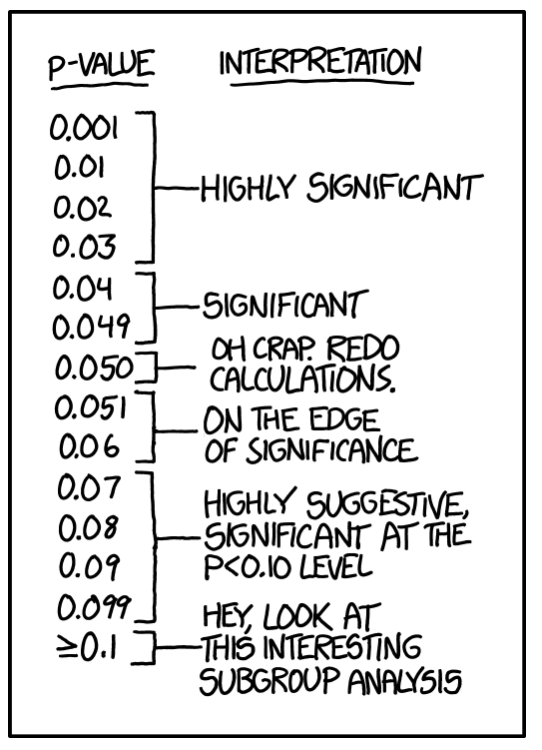 P-VALUE INTERPRETATION
0.001
0.01
0.02
0.03
HIGHLY SIGNIFICANT
0.04
0.049
SIGNIFICANT
0.050
OH CRAP. REDO
CALCULATIONS.
0.051
0.06
ON THE EDGE
OF SIGNIFICANCE
0.07
0.08
0.09
0.099
HIGHLY SUGGESTIVE,
SIGNIFICANT AT THE
P<0.10 LEVEL
≥0.1
HEY, LOOK AT
THIS INTERESTING
SUBGROUP ANALYSIS